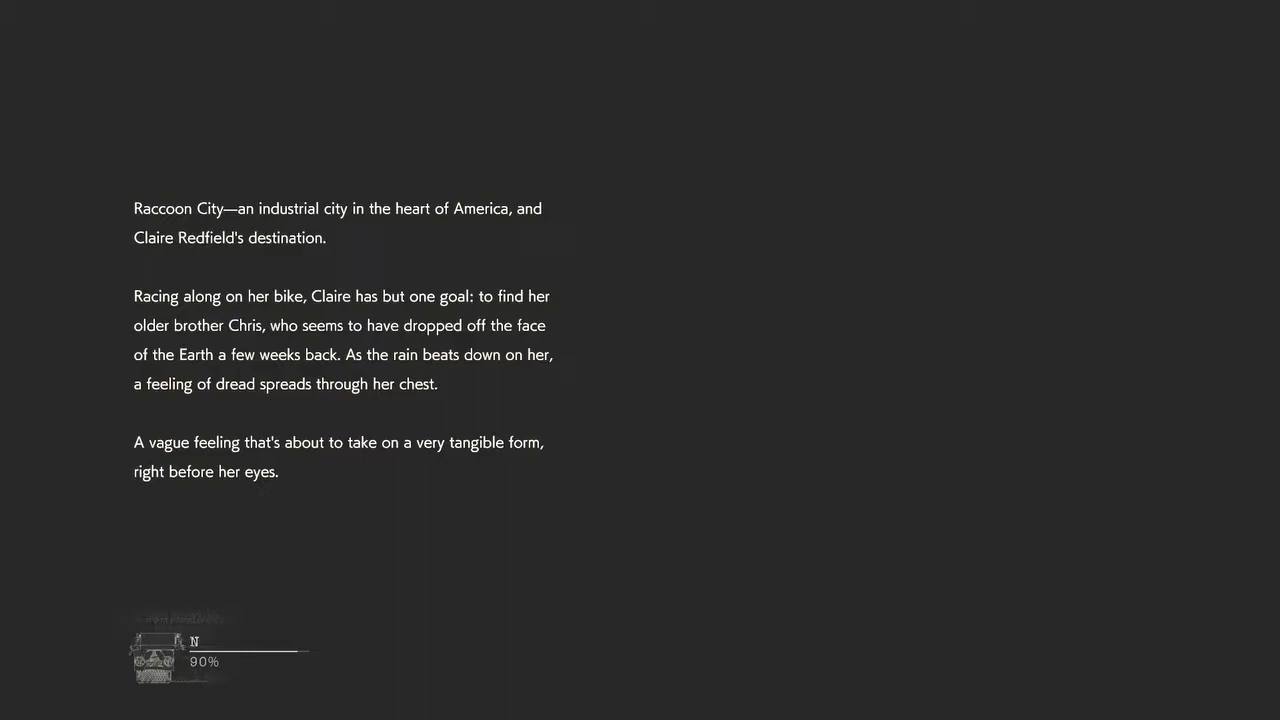 Raccoon City—an industrial city in the heart of America, and
Claire Redfield's destination.
Racing along on her bike, Claire has but one goal: to find her
older brother Chris, who seems to have dropped off the face
of the Earth a few weeks back. As the rain beats down on her,
a feeling of dread spreads through her chest.
A vague feeling that's about to take on a very tangible form,
right before her eyes.
N
90%